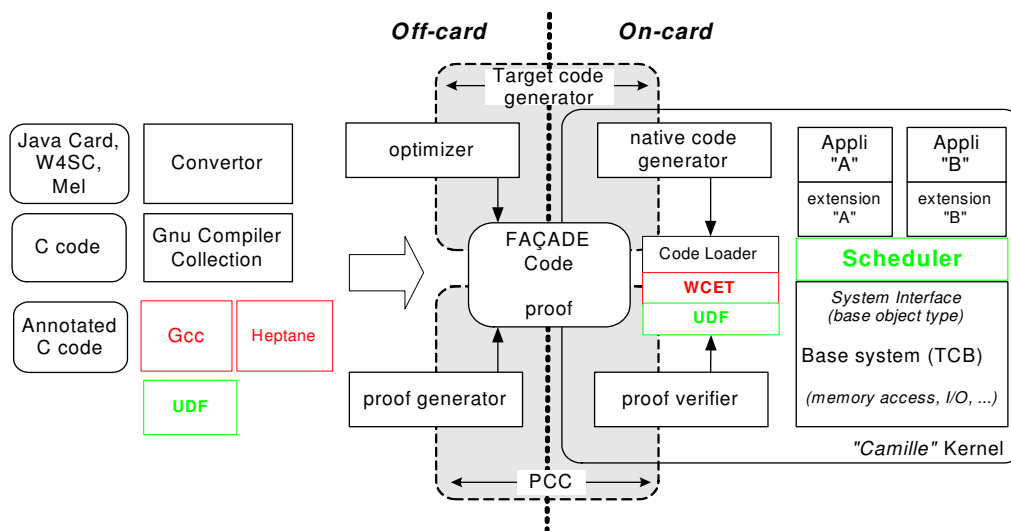 Off-card
On-card
Target code
generator
Java Card,
W4SC,
Mel
Convertor
optimizer
native code
generator
Appli
"A"
Appli
"B"
extension
"A"
extension
"B"
C code
Gnu Compiler
Collection
FAÇADE
Code
proof
Code Loader
WCET
UDF
Scheduler
System Interface
(base object type)
Base system (TCB)
(memory access, I/O, ...)
Annotated
C code
Gcc
Heptane
UDF
proof generator
proof verifier
"Camille" Kernel
PCC